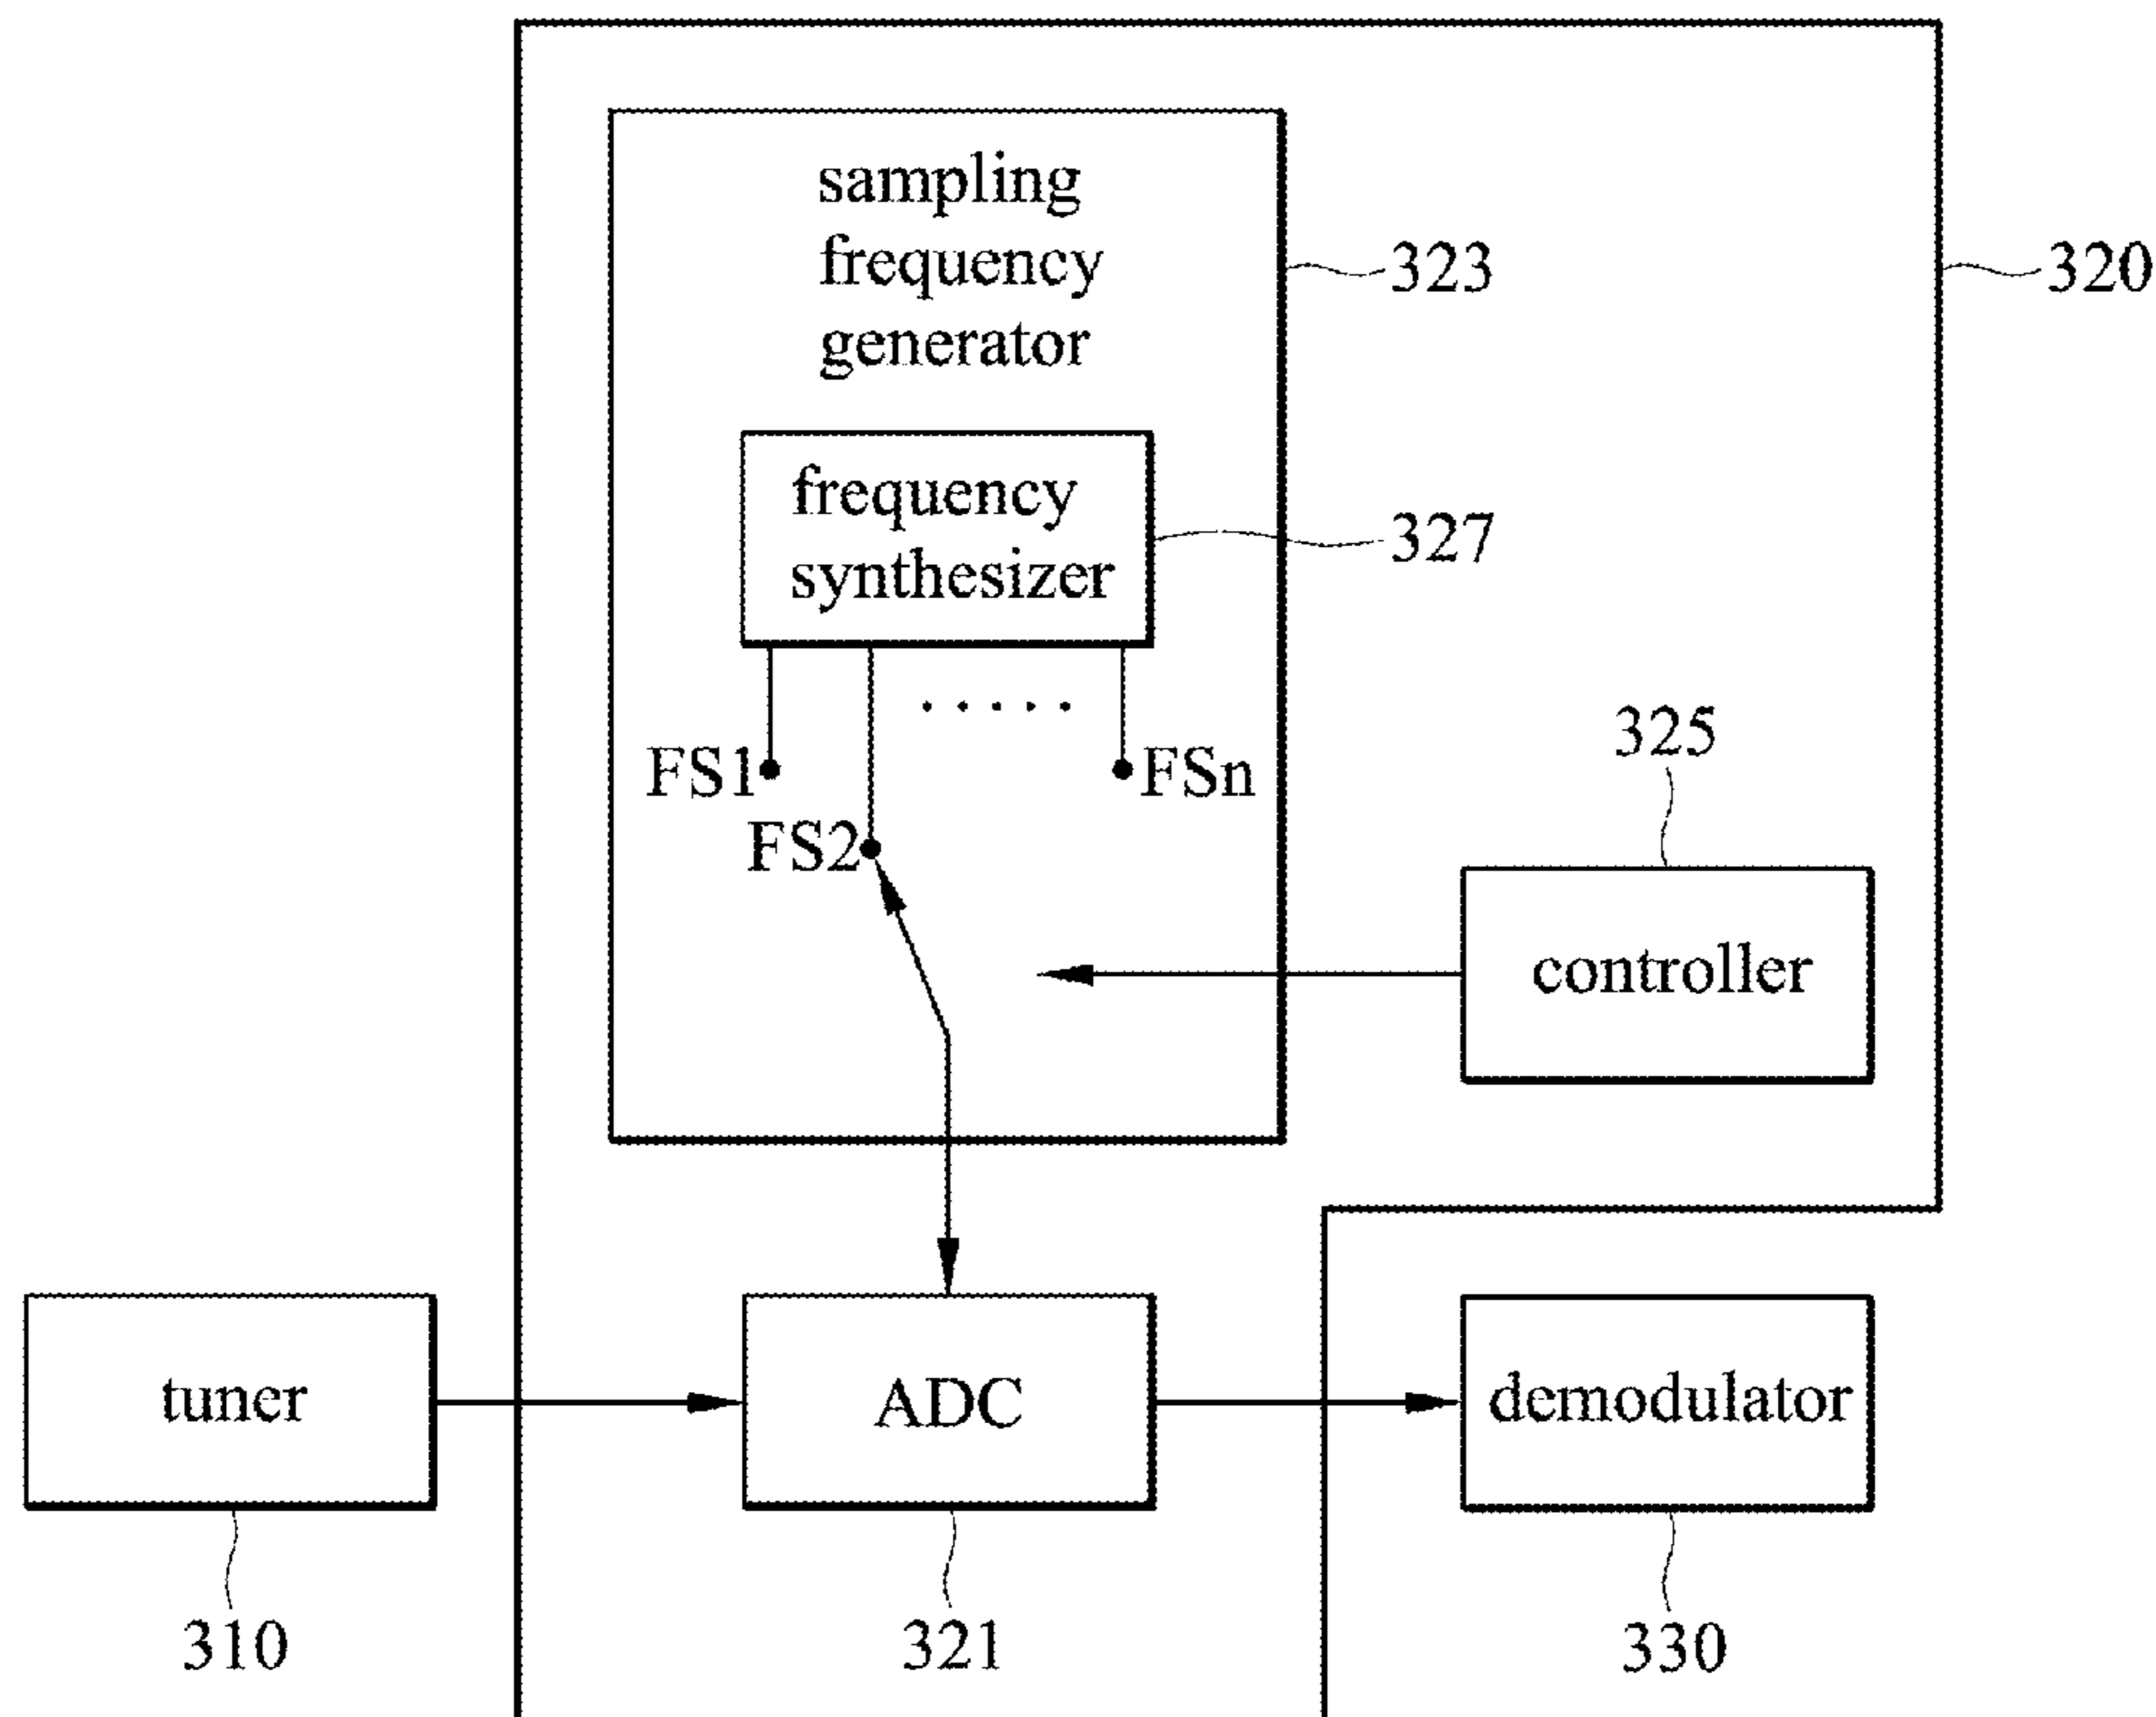 sampling
frequency
generator
323
320
frequency
synthesizer
327
.....
FS1
FSn
FS2
325
controller
tuner
ADC
demodulator
310
321
330